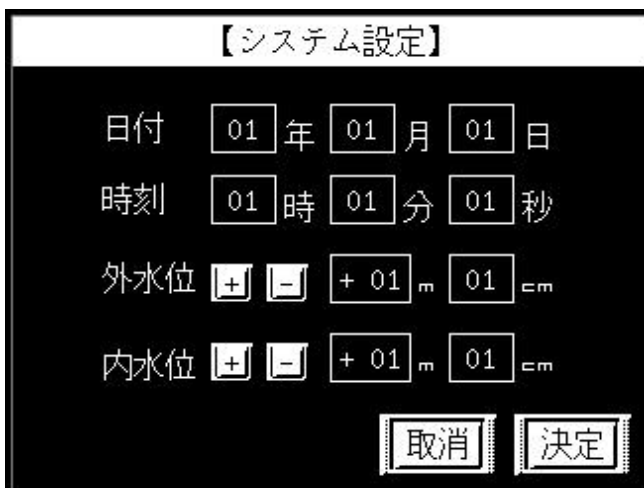 【システム設定】
日付 01 年 01 月 01 日
時刻 01 時 01 分 01 秒
外水位 + - + 01 m 01 cm
内水位 + - + 01 m 01 cm
取消 決定